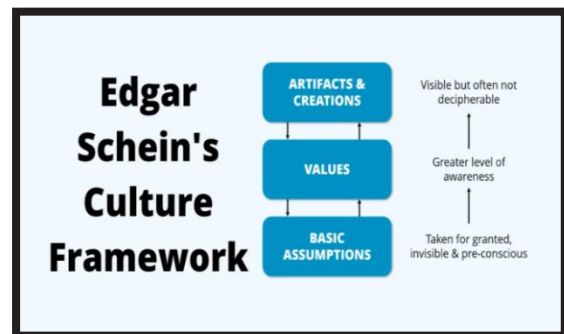 Edgar
Schein's
Culture
Framework
ARTIFACTS &
CREATIONS
Visible but often not
decipherable
VALUES
Greater level of
awareness
BASIC
ASSUMPTIONS
Taken for granted,
invisible & pre-conscious